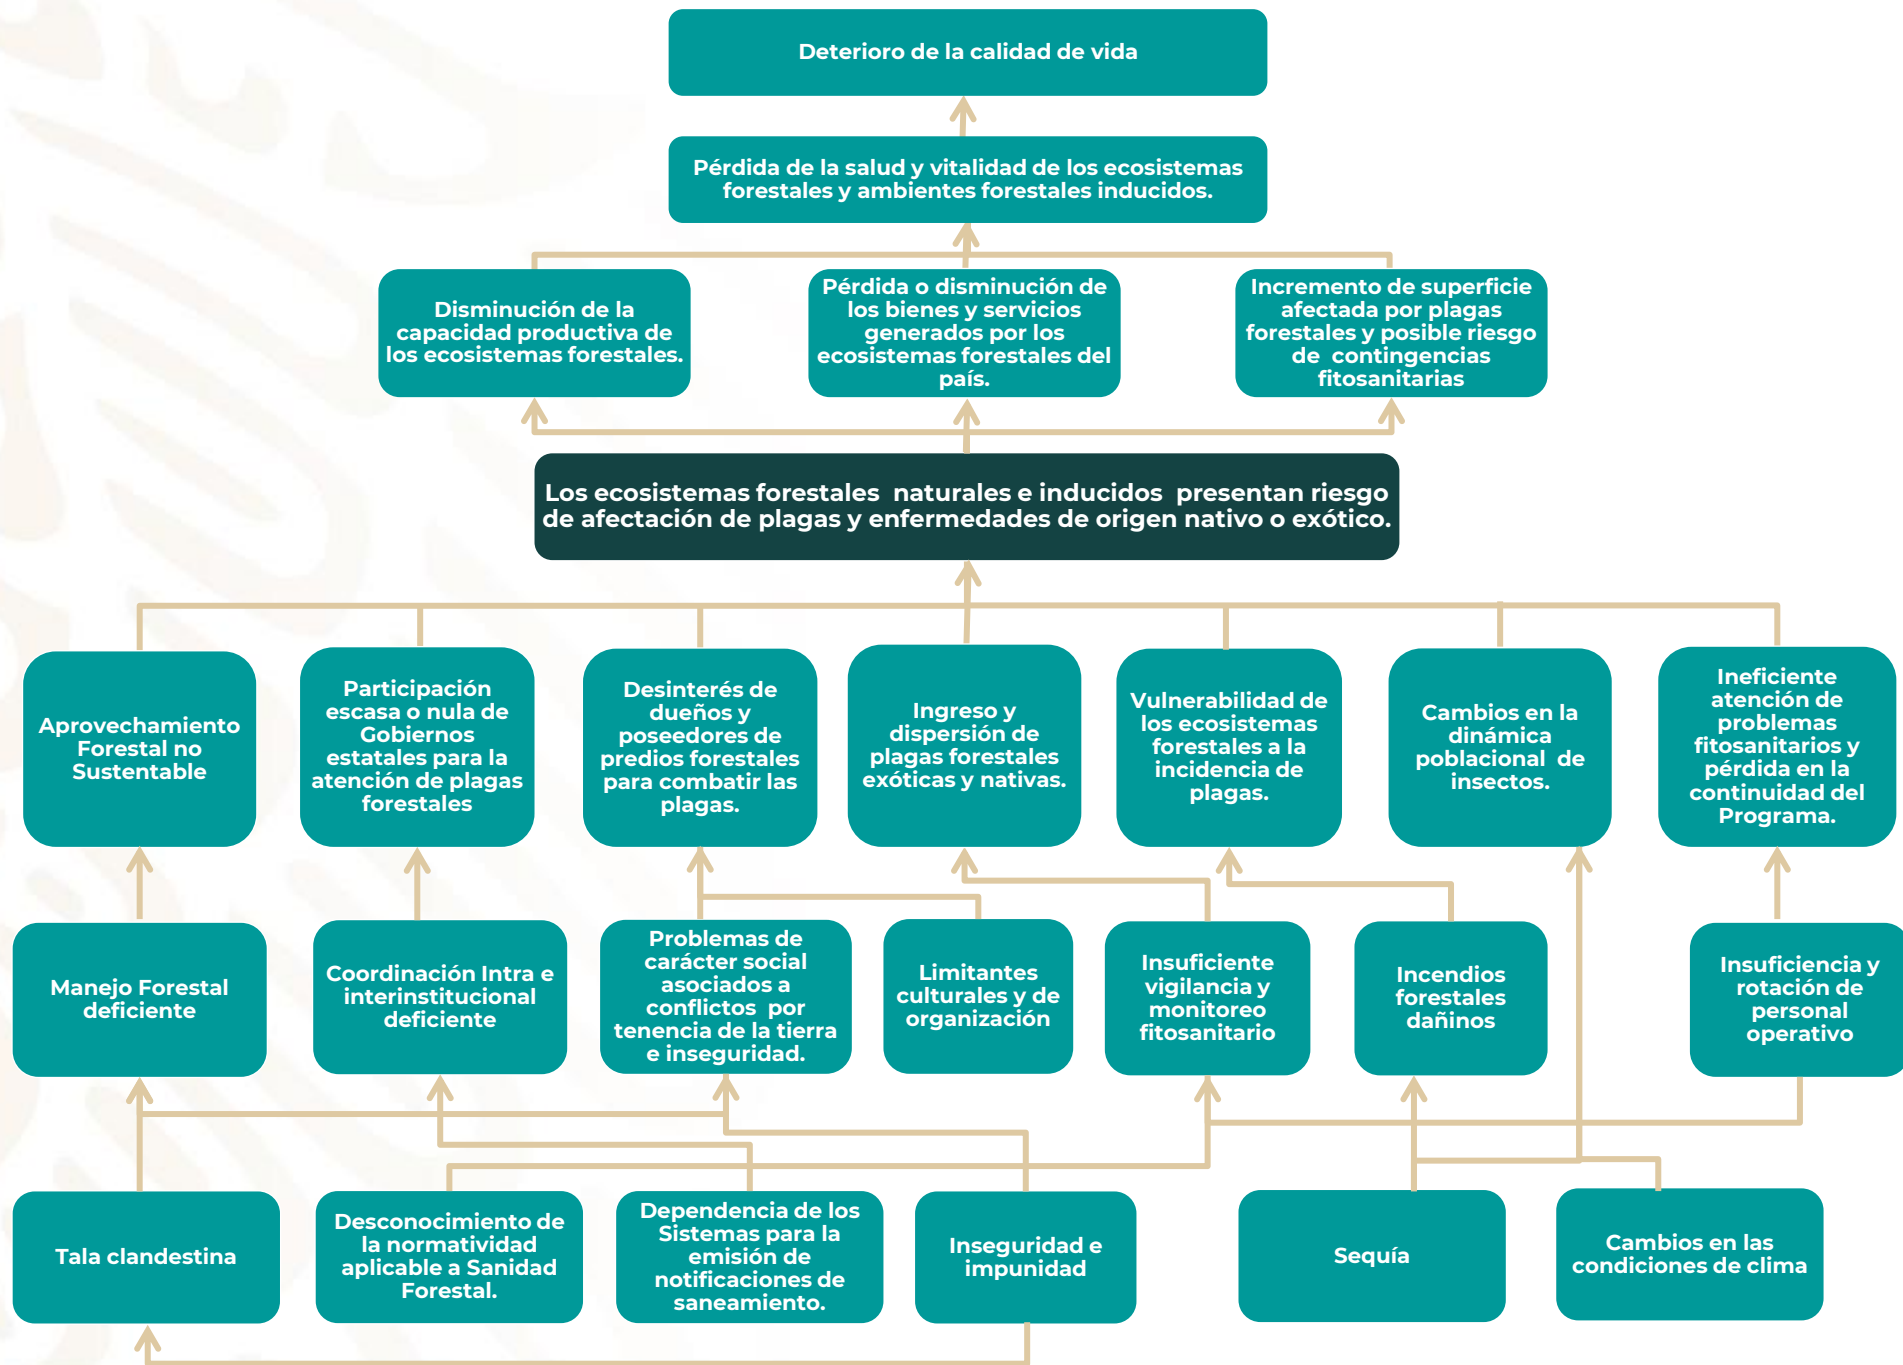 Deterioro de la calidad de vida
Pérdida de la salud y vitalidad de los ecosistemas
forestales y ambientes forestales inducidos.
Disminución de la
capacidad productiva de
los ecosistemas forestales.
Pérdida o disminución de
los bienes y servicios
generados por los
ecosistemas forestales del
país.
Incremento de superficie
afectada por plagas
forestales y posible riesgo
de contingencias
fitosanitarias
Los ecosistemas forestales naturales e inducidos presentan riesgo
de afectación de plagas y enfermedades de origen nativo o exótico.
Aprovechamiento
Forestal no
Sustentable
Participación
escasa o nula de
Gobiernos
estatales para la
atención de plagas
forestales
Desinterés de
dueños y
poseedores de
predios forestales
para combatir las
plagas.
Ingreso y
dispersión de
plagas forestales
exóticas y nativas.
Vulnerabilidad de
los ecosistemas
forestales a la
incidencia de
plagas.
Cambios en la
dinámica
poblacional de
insectos.
Ineficiente
atención de
problemas
fitosanitarios y
pérdida en la
continuidad del
Programa.
Manejo Forestal
deficiente
Coordinación Intra e
interinstitucional
deficiente
Problemas de
carácter social
asociados a
conflictos por
tenencia de la tierra
e inseguridad.
Limitantes
culturales y de
organización
Insuficiente
vigilancia y
monitoreo
fitosanitario
Incendios
forestales
dañinos
Insuficiencia y
rotación de
personal
operativo
Tala clandestina
Desconocimiento de
la normatividad
aplicable a Sanidad
Forestal.
Dependencia de los
Sistemas para la
emisión de
notificaciones de
saneamiento.
Inseguridad e
impunidad
Sequía
Cambios en las
condiciones de clima